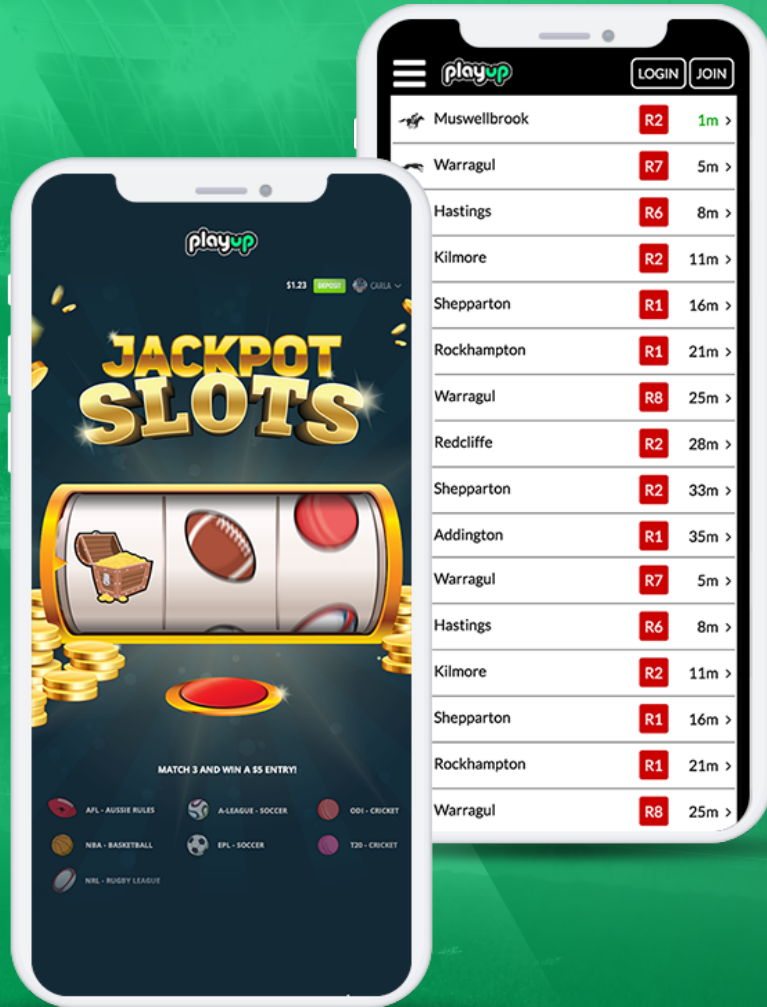 playup
$1.23 DEPOSIT CARLA
JACKPOT
SLOTS
MATCH 3 AND WIN A $5 ENTRY!
AFL - AUSSIE RULES A-LEAGUE - SOCCER ODI - CRICKET
NBA - BASKETBALL EPL - SOCCER T20 - CRICKET
NRL - RUGBY LEAGUE
playup LOGIN JOIN
Muswellbrook R2 1m >
Warragul R7 5m >
Hastings R6 8m >
Kilmore R2 11m >
Shepparton R1 16m >
Rockhampton R1 21m >
Warragul R8 25m >
Redcliffe R2 28m >
Shepparton R2 33m >
Addington R1 35m >
Warragul R7 5m >
Hastings R6 8m >
Kilmore R2 11m >
Shepparton R1 16m >
Rockhampton R1 21m >
Warragul R8 25m >